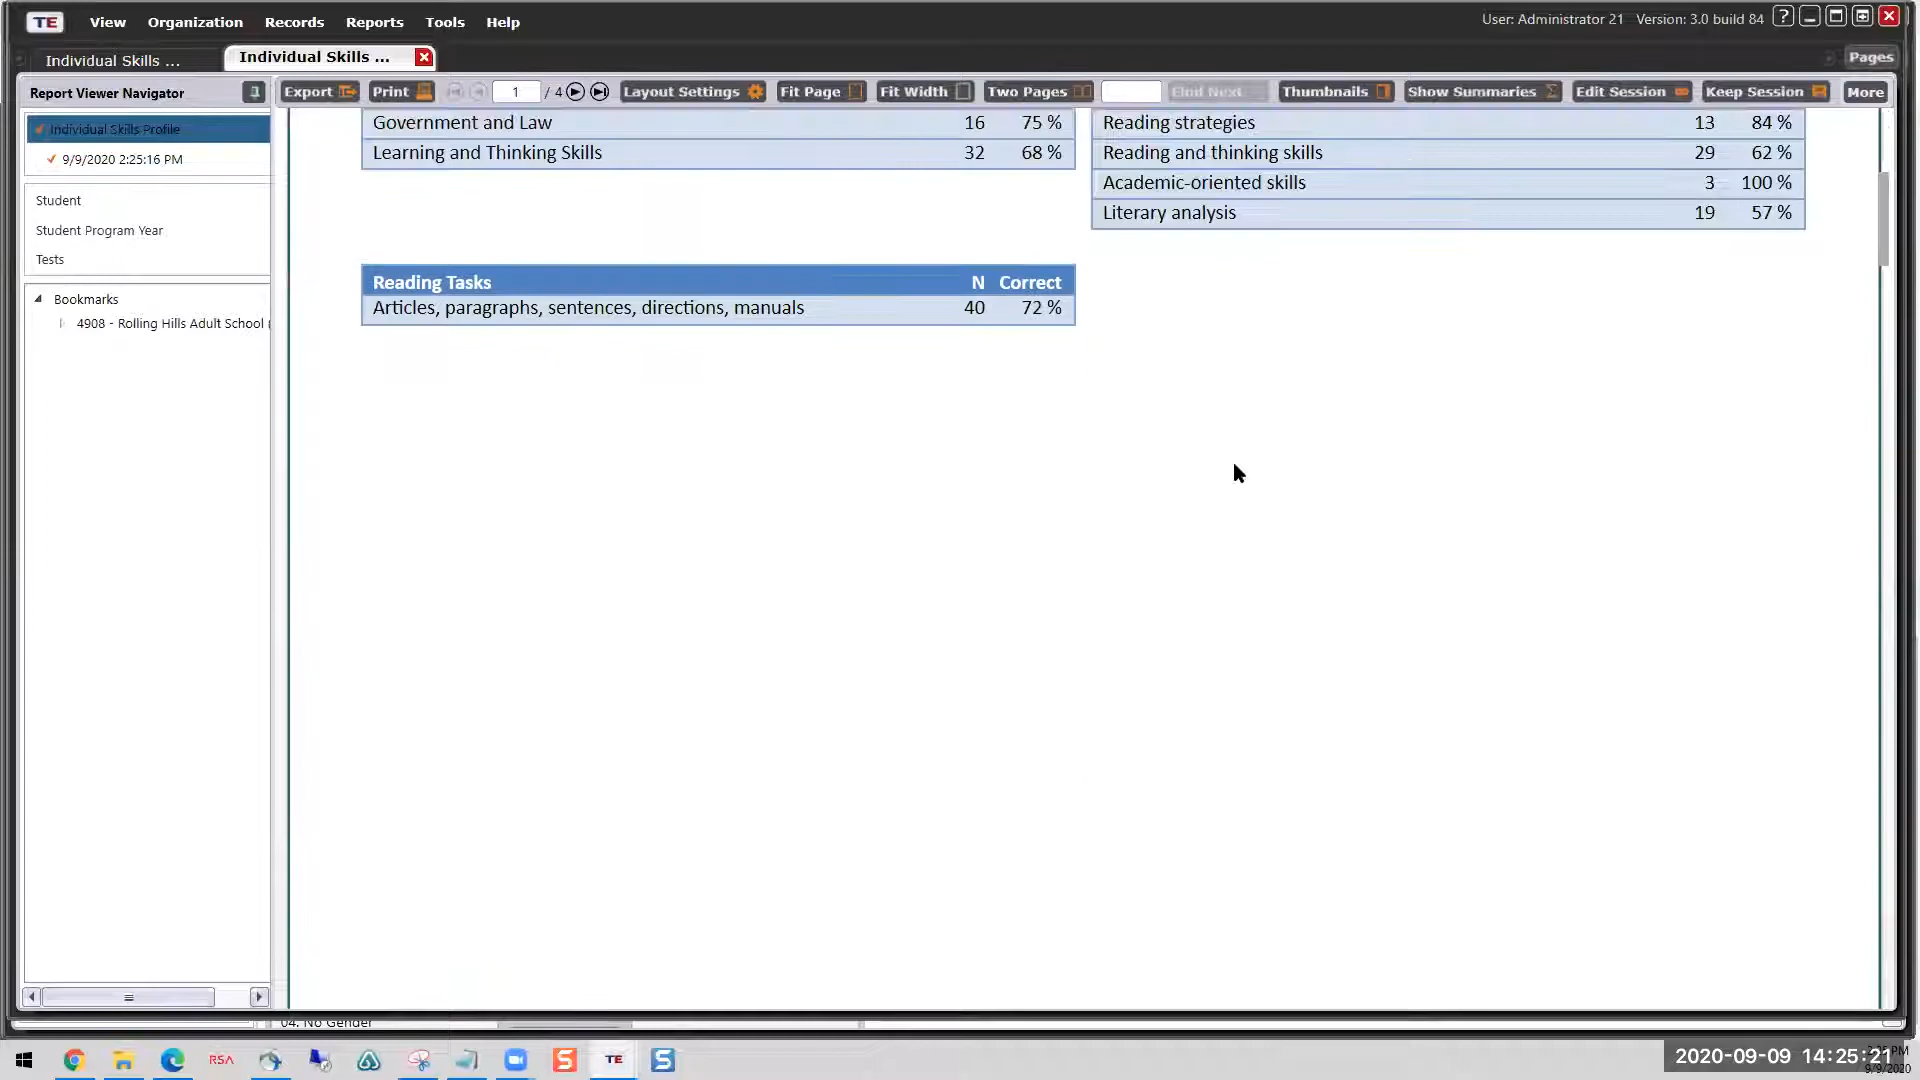 TE View Organization Records Reports Tools Help
User: Administrator 21 Version: 3.0 build 84 ?
Individual Skills ...
Individual Skills ...
Pages
Report Viewer Navigator
Export Print 1 / 4 Layout Settings Fit Page Fit Width Two Pages Find Next Thumbnails Show Summaries Σ Edit Session Keep Session More
Individual Skills Profile
9/9/2020 2:25:16 PM
Student
Student Program Year
Tests
Bookmarks
4908 - Rolling Hills Adult School (
Government and Law 16 75 %
Learning and Thinking Skills 32 68 %
Reading strategies 13 84 %
Reading and thinking skills 29 62 %
Academic-oriented skills 3 100 %
Literary analysis 19 57 %
Reading Tasks N Correct
Articles, paragraphs, sentences, directions, manuals 40 72 %
04. No Gender
RSA
S
TE
S
2020-09-09 14:25:21
PM
9/9/2020